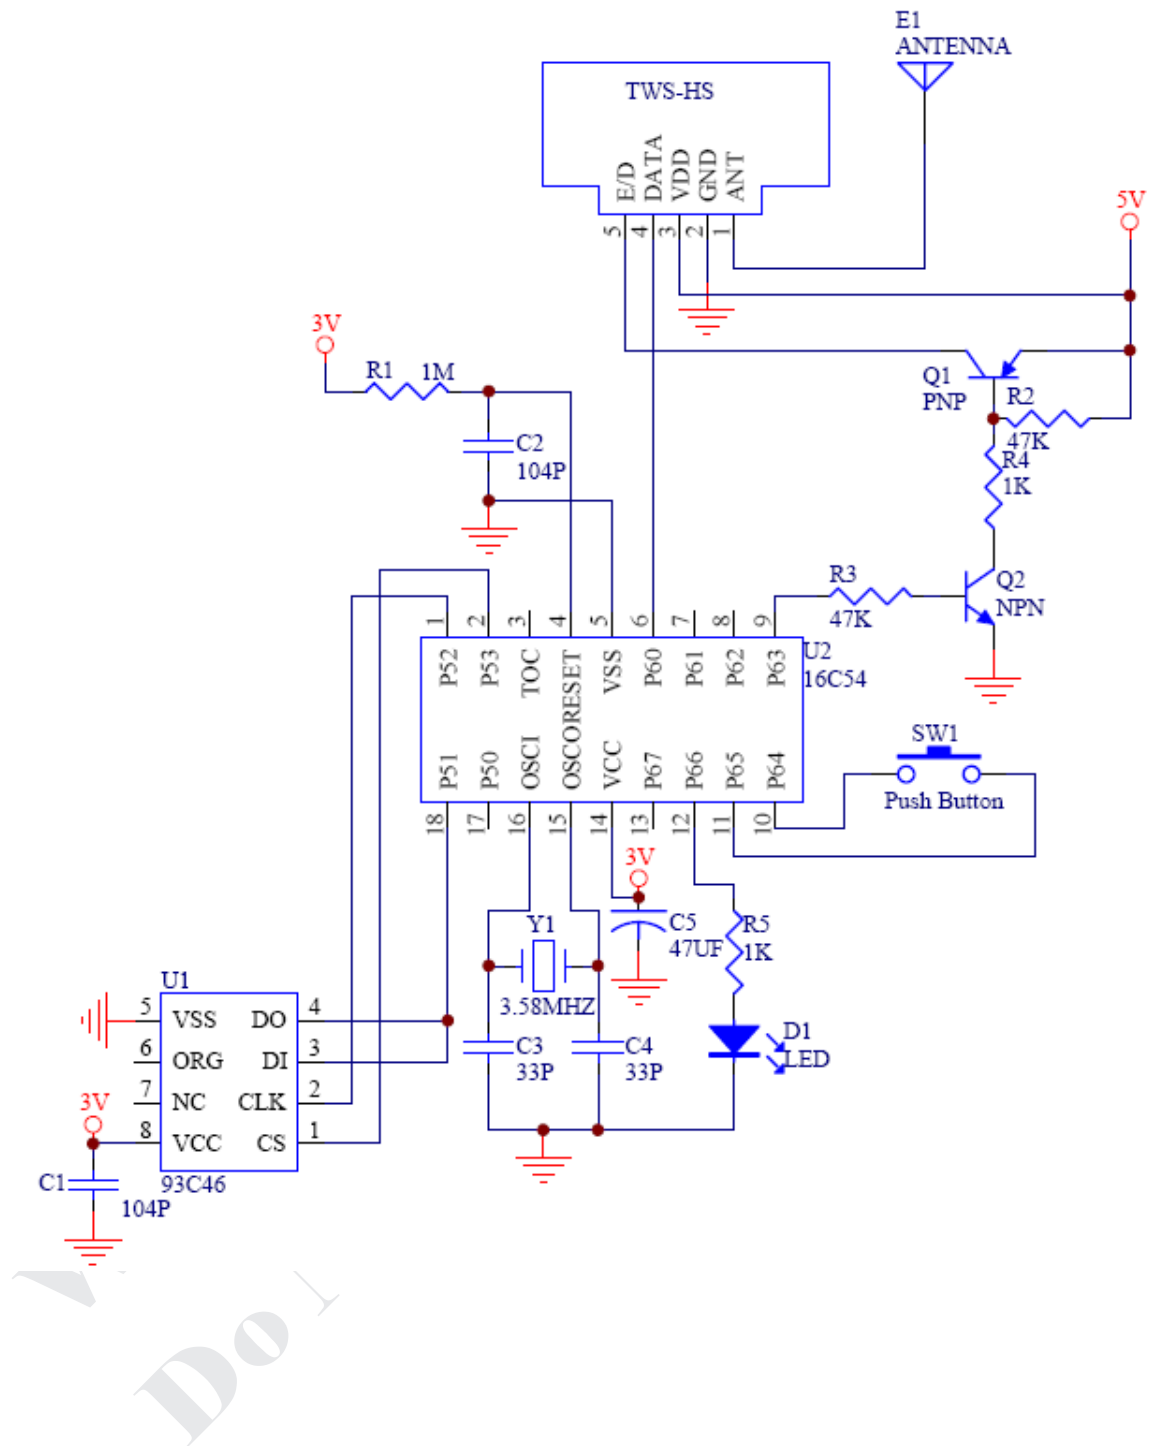 E1
ANTENNA
TWS-HS
E/D
DATA
VDD
GND
ANT
5
4
3
2
1
5V
3V
R1
1M
C2
104P
Q1
PNP
R2
47K
R4
1K
R3
47K
Q2
NPN
1
2
3
4
5
6
7
8
9
P52
P53
TOC
RESET
VSS
P60
P61
P62
P63
U2
16C54
P51
P50
OSCI
OSCO
VCC
P67
P66
P65
P64
18
17
16
15
14
13
12
11
10
SW1
Push Button
3V
C5
47UF
R5
1K
Y1
3.58MHZ
C3
33P
C4
33P
D1
LED
U1
5
VSS
DO
4
6
ORG
DI
3
7
NC
CLK
2
3V
8
VCC
CS
1
C1
104P
93C46
Do